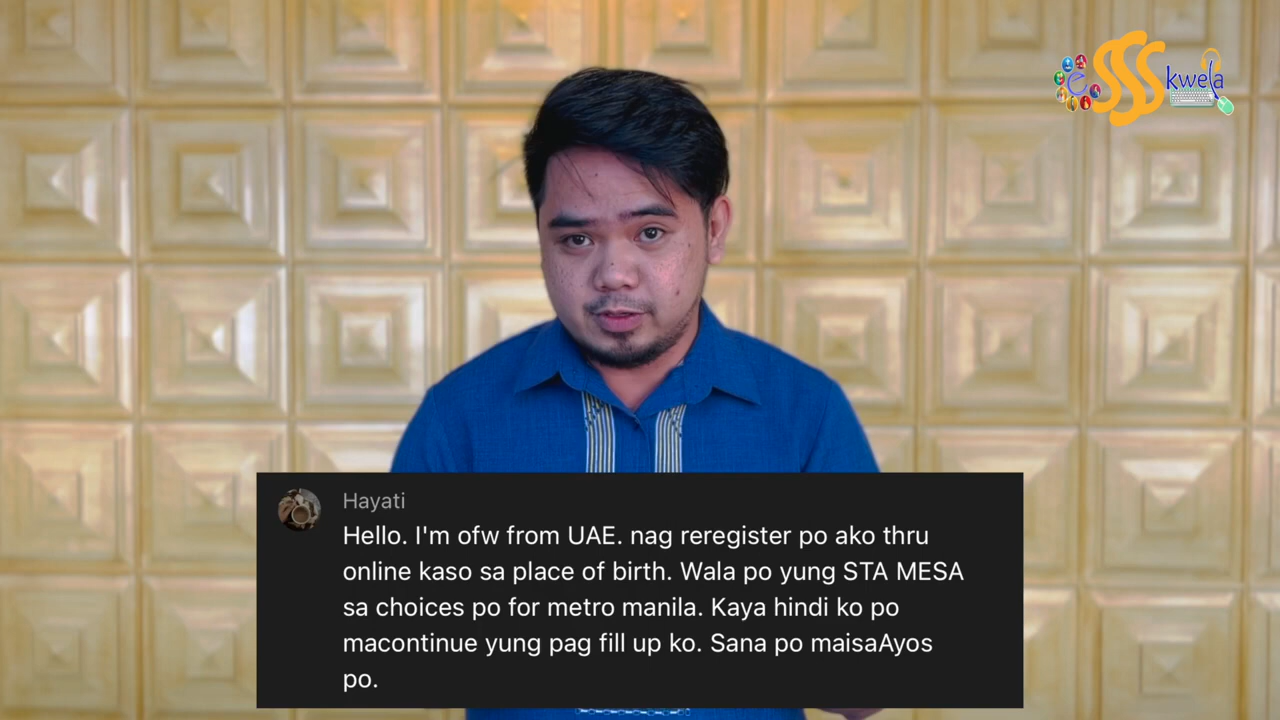 eSSSkwela
Hayati
Hello. I'm ofw from UAE. nag reregister po ako thru
online kaso sa place of birth. Wala po yung STA MESA
sa choices po for metro manila. Kaya hindi ko po
macontinue yung pag fill up ko. Sana po maisaAyos
po.